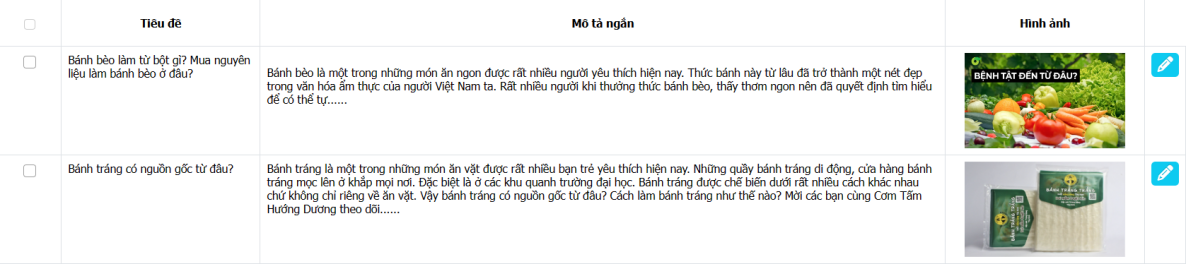 Tiêu đề
Mô tả ngắn
Hình ảnh
Bánh bèo làm từ bột gì? Mua nguyên
liệu làm bánh bèo ở đâu?
Bánh bèo là một trong những món ăn ngon được rất nhiều người yêu thích hiện nay. Thức bánh này từ lâu đã trở thành một nét đẹp
trong văn hóa ẩm thực của người Việt Nam ta. Rất nhiều người khi thưởng thức bánh bèo, thấy thơm ngon nên đã quyết định tìm hiểu
để có thể tự......
BỆNH TẬT ĐẾN TỪ ĐÂU?
Bánh tráng có nguồn gốc từ đâu?
Bánh tráng là một trong những món ăn vặt được rất nhiều bạn trẻ yêu thích hiện nay. Những quầy bánh tráng di động, cửa hàng bánh
tráng mọc lên ở khắp mọi nơi. Đặc biệt là ở các khu quanh trường đại học. Bánh tráng được chế biến dưới rất nhiều cách khác nhau
chứ không chỉ riêng về ăn vặt. Vậy bánh tráng có nguồn gốc từ đâu? Cách làm bánh tráng như thế nào? Mời các bạn cùng Cơm Tấm
Hướng Dương theo dõi......
BÁNH TRÁNG TRẮNG
BÁNH TRÁNG TRẮNG